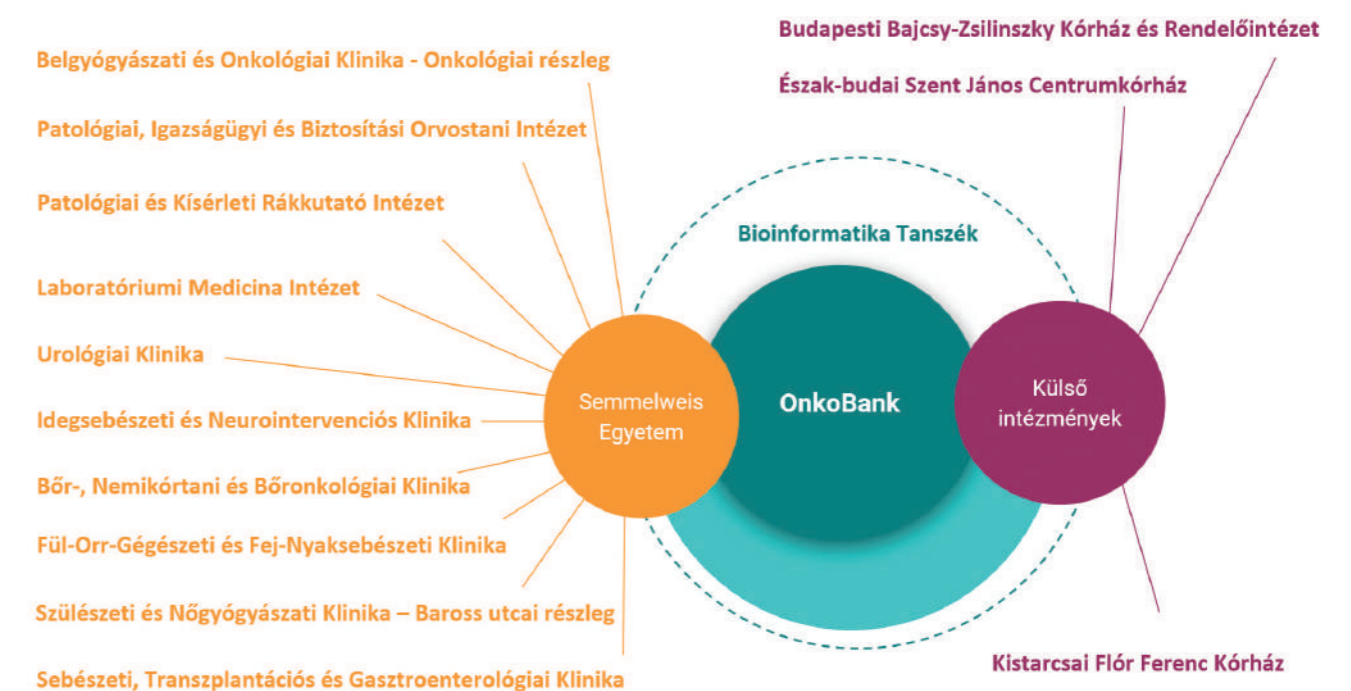 Belgyógyászati és Onkológiai Klinika - Onkológiai részleg
Patológiai, Igazságügyi és Biztosítási Orvostani Intézet
Patológiai és Kísérleti Rákkutató Intézet
Laboratóriumi Medicina Intézet
Urológiai Klinika
Idegsebészeti és Neurointervenciós Klinika
Bőr-, Nemikórtani és Bőronkológiai Klinika
Fül-Orr-Gégészeti és Fej-Nyaksebészeti Klinika
Szülészeti és Nőgyógyászati Klinika – Baross utcai részleg
Sebészeti, Transzplantációs és Gasztroenterológiai Klinika
Semmelweis
Egyetem
Bioinformatika Tanszék
OnkoBank
Budapesti Bajcsy-Zsilinszky Kórház és Rendelőintézet
Észak-budai Szent János Centrumkórház
Külső
intézmények
Kistarcsai Flór Ferenc Kórház